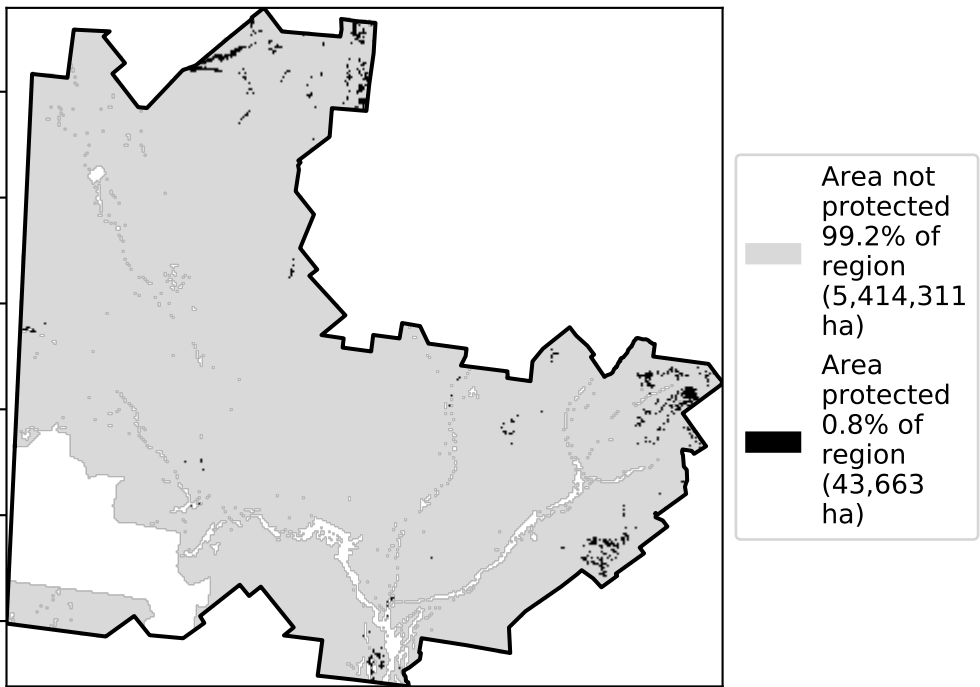 Area not
protected
99.2% of
region
(5,414,311
ha)
Area
protected
0.8% of
region
(43,663
ha)